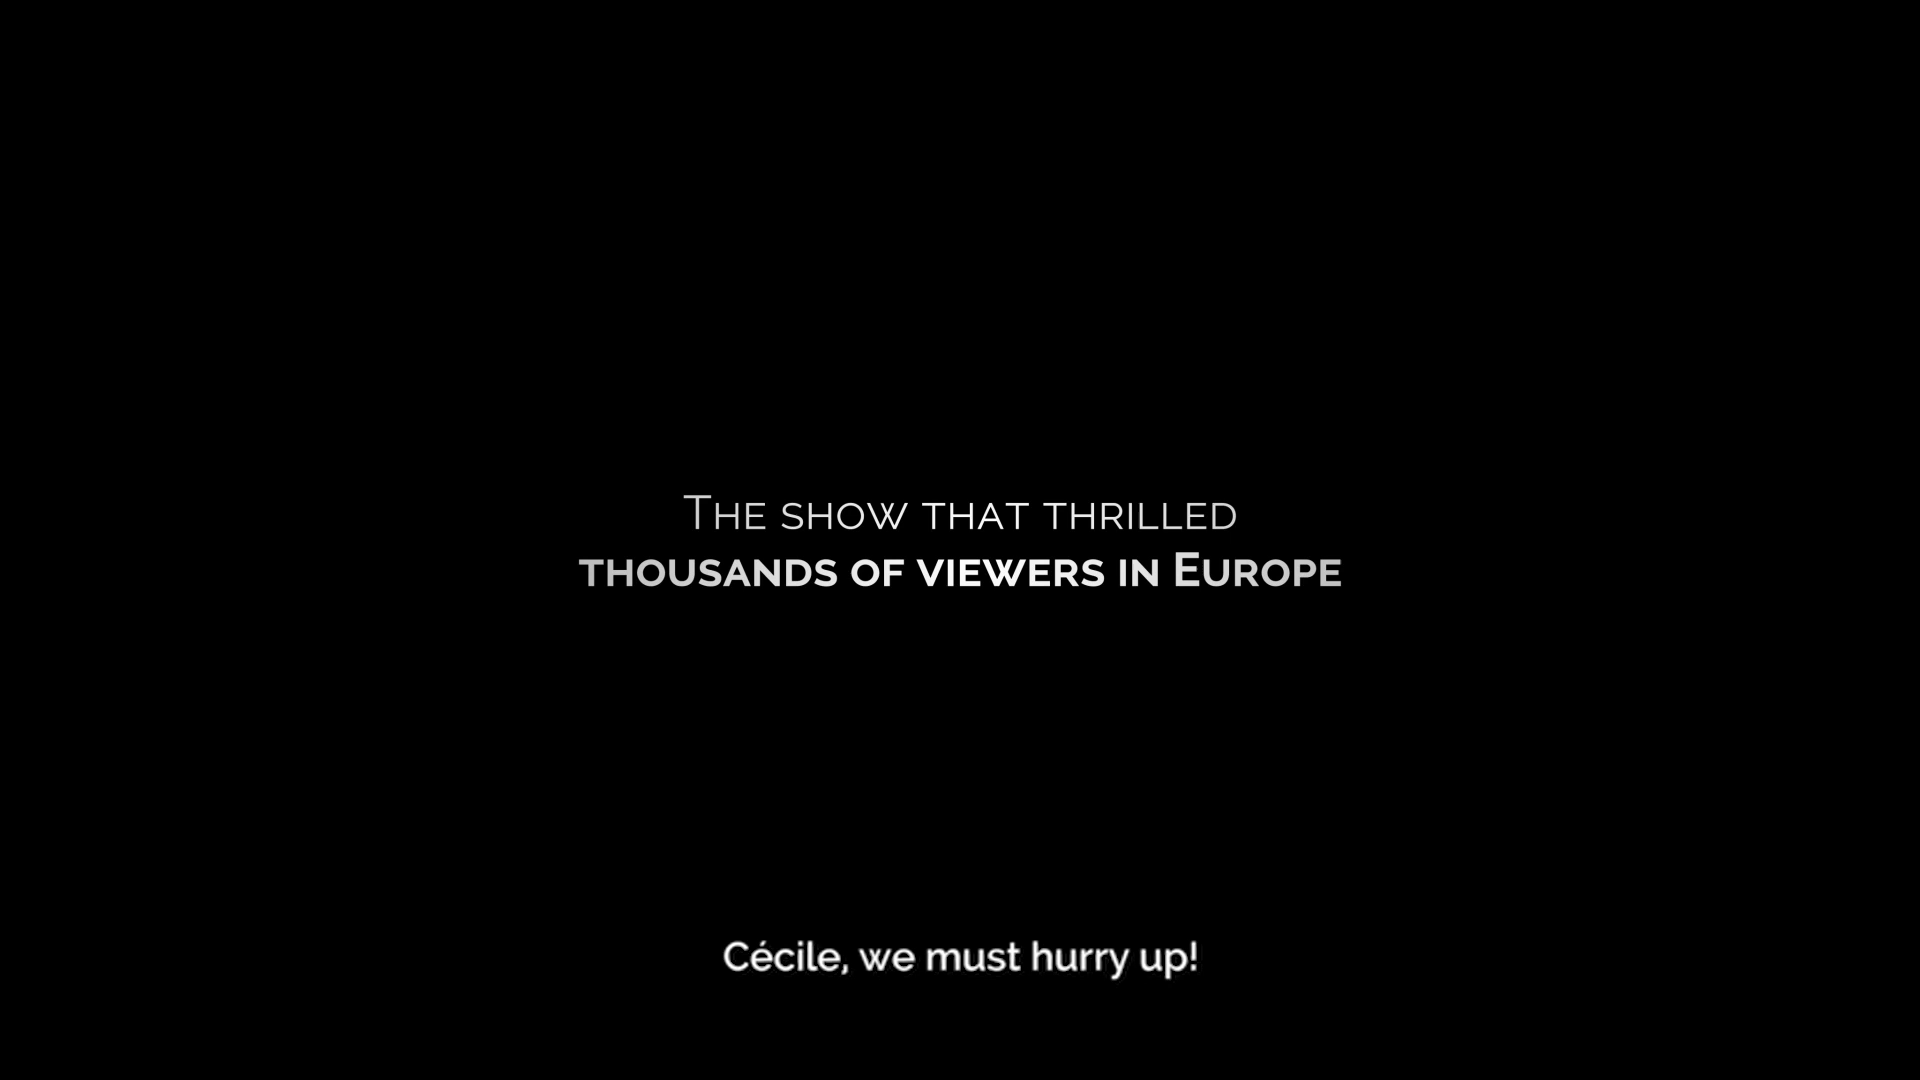 The show that thrilled
thousands of viewers in Europe
Cécile, we must hurry up!